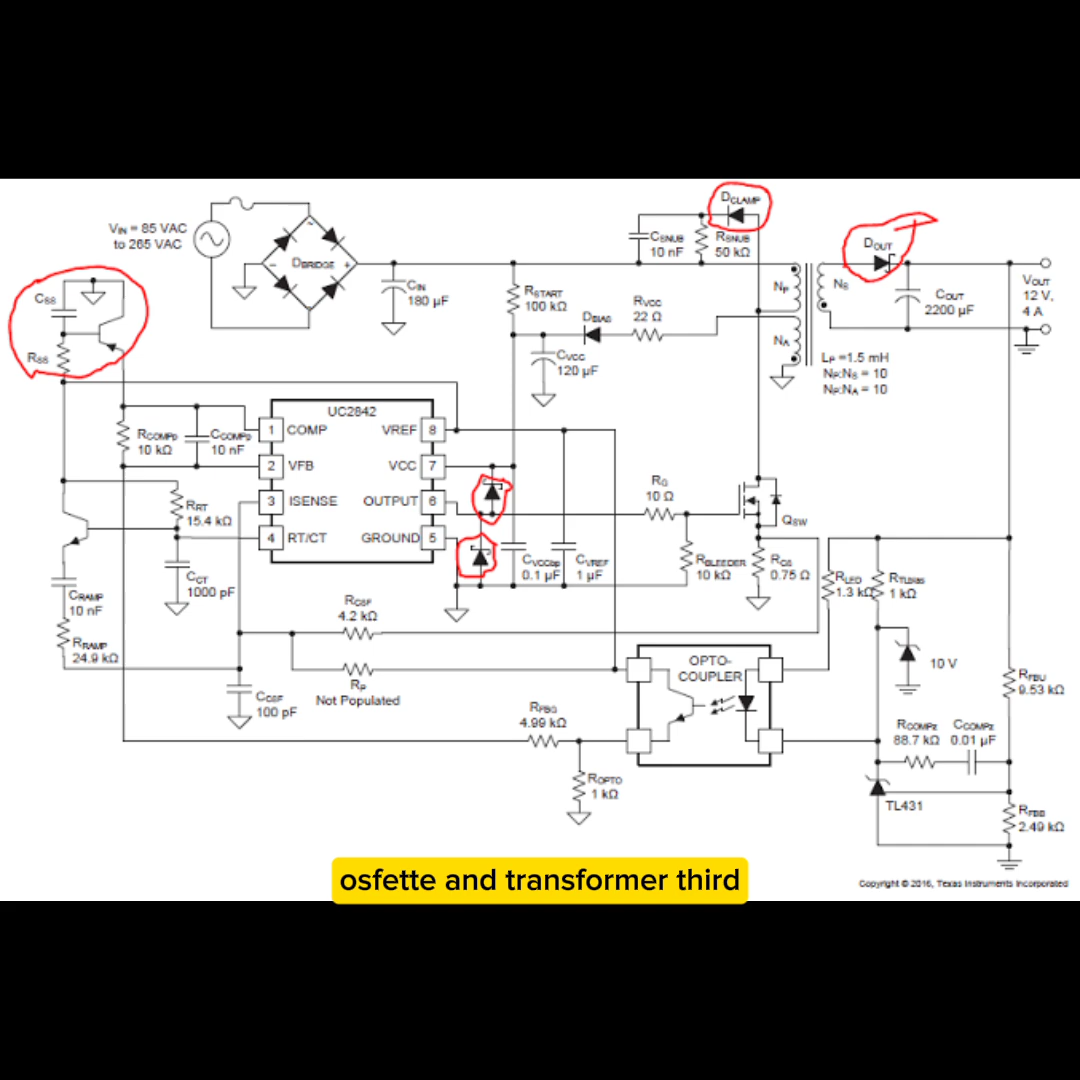 VIN = 85 VAC
to 265 VAC
DBRIDGE
CIN
180 µF
RSTART
100 kΩ
CSNUB
10 nF
DCLAMP
RSNUB
50 kΩ
DBIAS
RVCC
22 Ω
CVCC
120 µF
NP
NA
NS
LP =1.5 mH
NP:NS = 10
NP:NA = 10
DOUT
COUT
2200 µF
VOUT
12 V,
4 A
CSS
RSS
RCOMPp
10 kΩ
CCOMPp
10 nF
UC2842
1 COMP VREF 8
2 VFB VCC 7
3 ISENSE OUTPUT 6
4 RT/CT GROUND 5
RRT
15.4 kΩ
CCT
1000 pF
CRAMP
10 nF
RRAMP
24.9 kΩ
CVCCbp
0.1 µF
CVREF
1 µF
RG
10 Ω
QSW
RBLEEDER
10 kΩ
RCS
0.75 Ω
RLED
1.3 kΩ
RTLbias
1 kΩ
RCSF
4.2 kΩ
RP
Not Populated
CCSF
100 pF
RFBG
4.99 kΩ
ROPTO
1 kΩ
OPTO-
COUPLER
10 V
RFBU
9.53 kΩ
RCOMPz
88.7 kΩ
CCOMPz
0.01 µF
TL431
RFBB
2.49 kΩ
osfette and transformer third
Copyright © 2016, Texas Instruments Incorporated